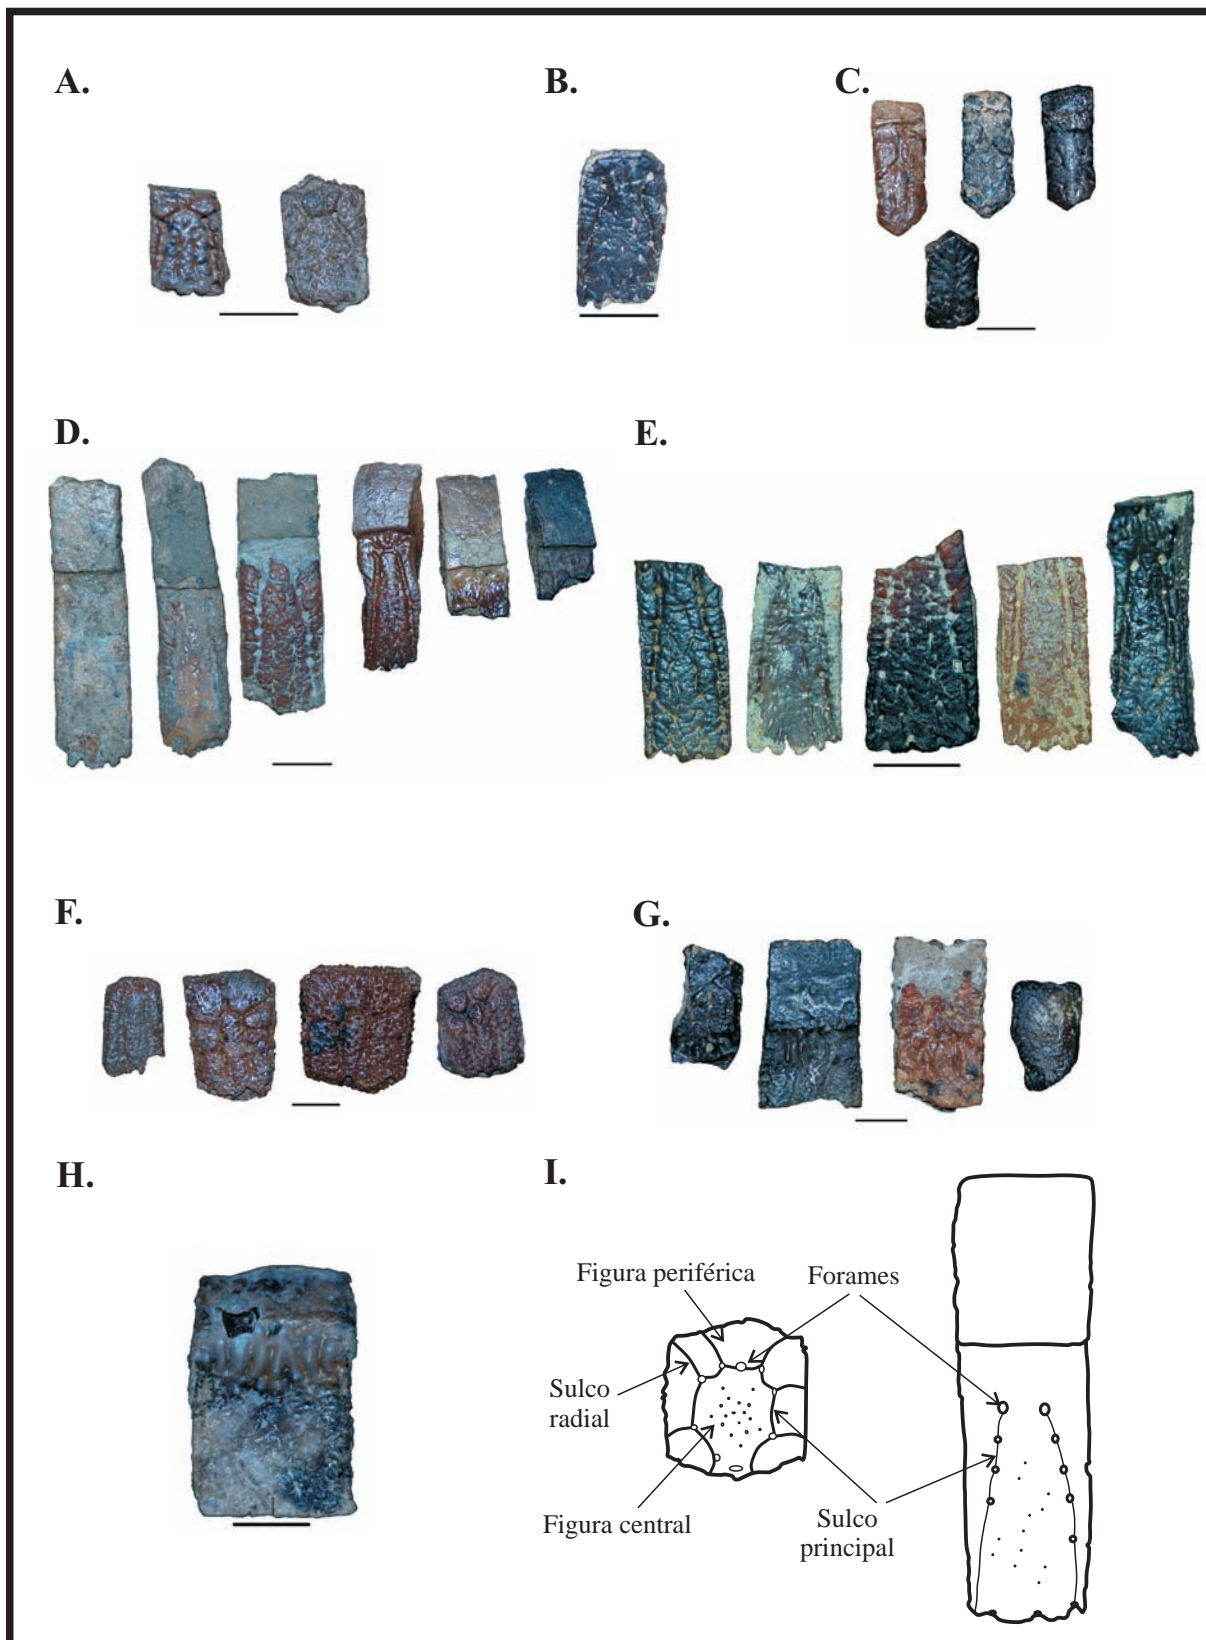 A.
B.
C.
D.
E.
F.
G.
H.
I.
Figura periférica
Forames
Sulco
radial
Figura central
Sulco
principal